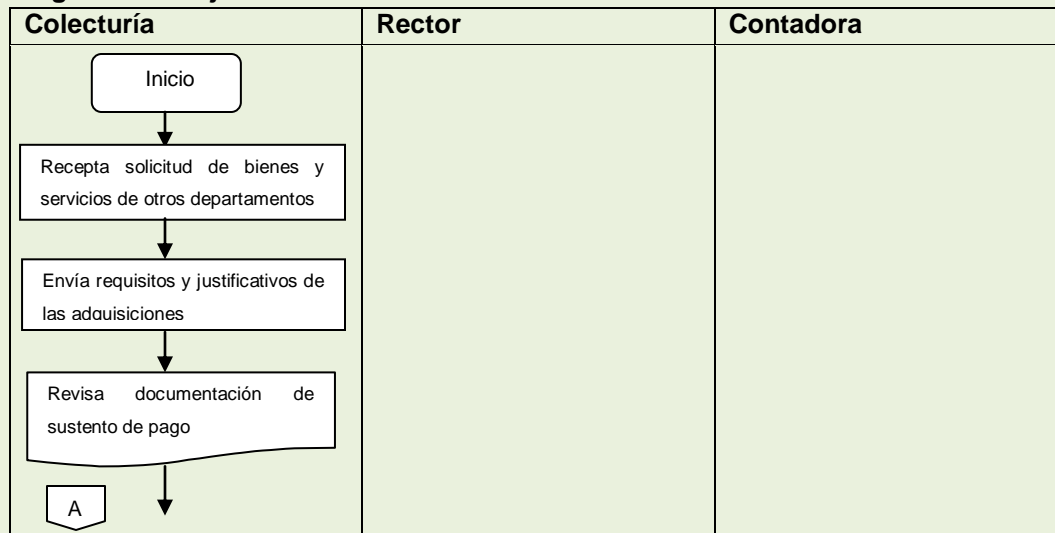 Colecturía
Rector
Contadora
Inicio
Recepta solicitud de bienes y
servicios de otros departamentos
Envía requisitos y justificativos de
las adquisiciones
Revisa documentación de
sustento de pago
A